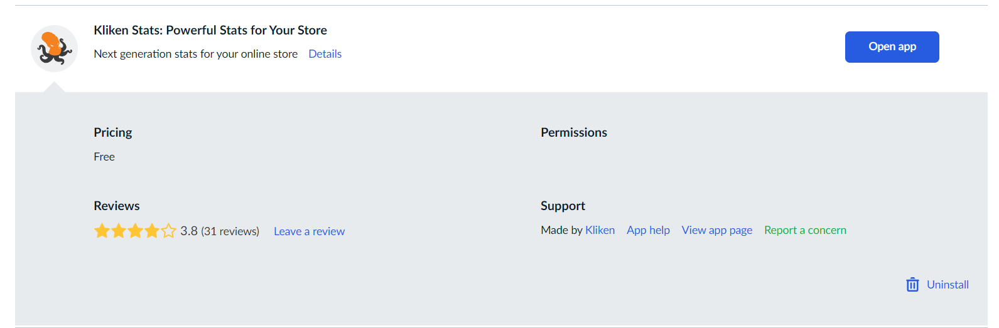 Kliken Stats: Powerful Stats for Your Store
Next generation stats for your online store Details
Open app
Pricing
Free
Permissions
Reviews
3.8 (31 reviews) Leave a review
Support
Made by Kliken App help View app page Report a concern
Uninstall